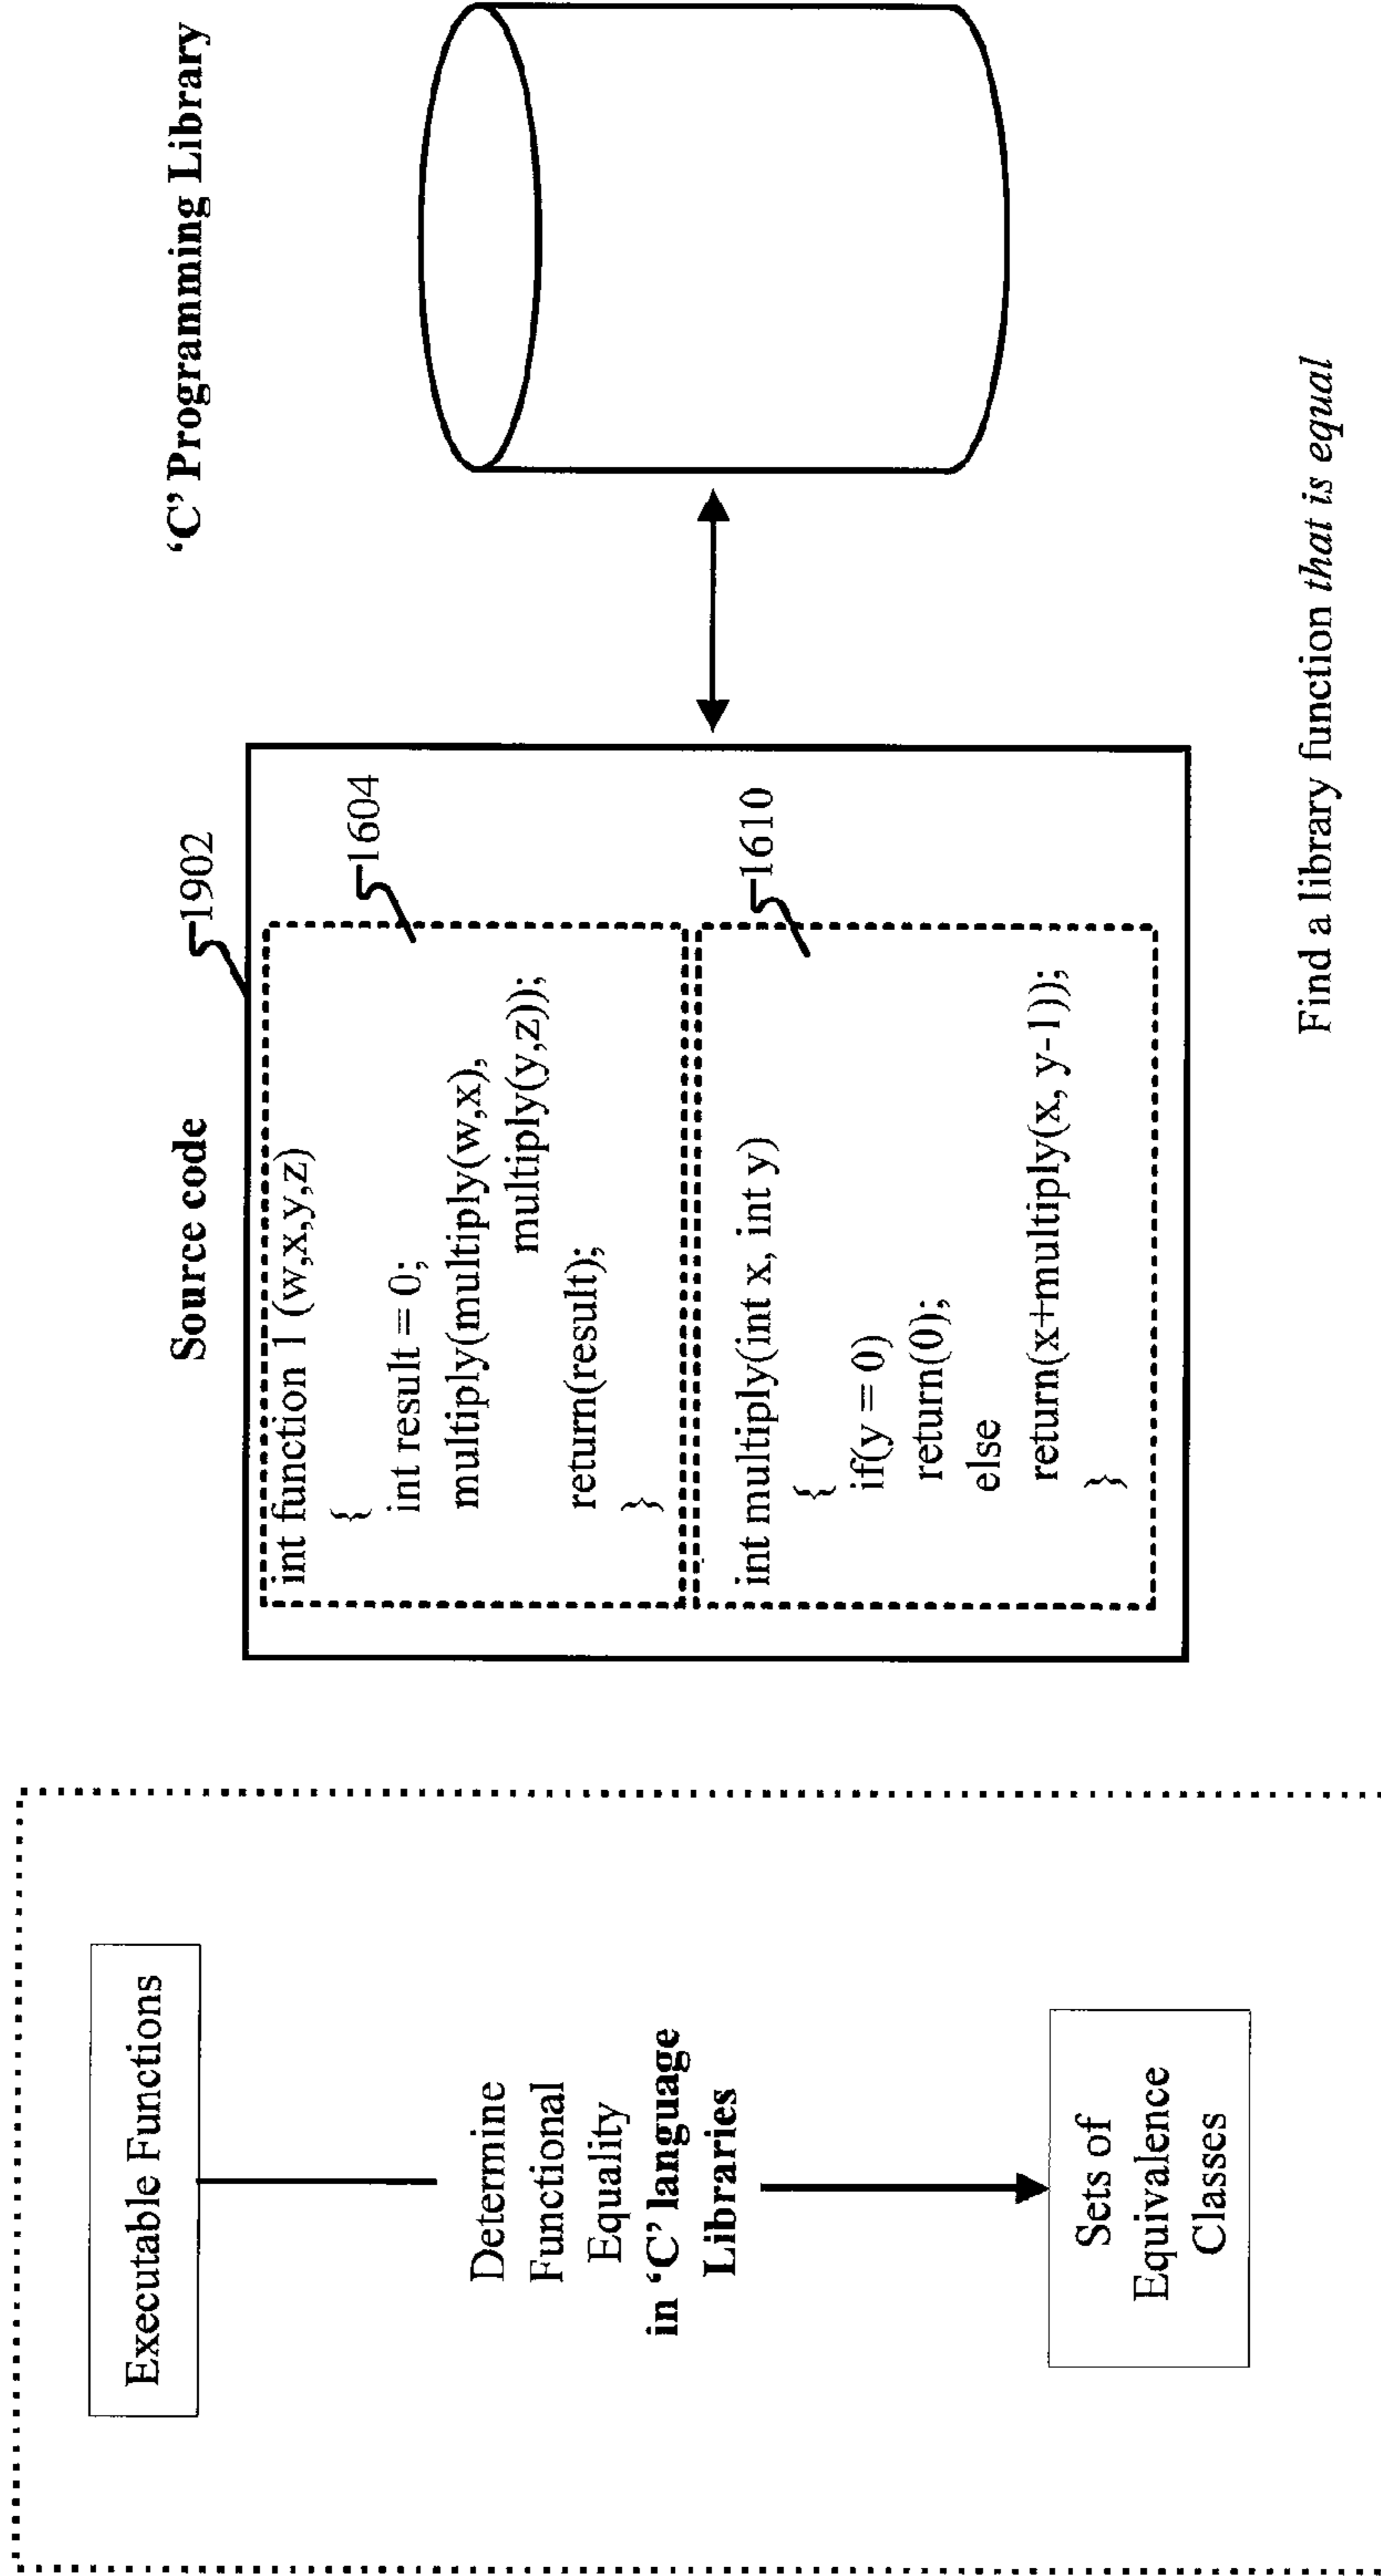 Executable Functions
Determine
Functional
Equality
in ‘C’ language
Libraries
Sets of
Equivalence
Classes
Source code
1902
int function 1 (w,x,y,z)
{
int result = 0;
multiply(multiply(w,x),
multiply(y,z));
return(result);
}
1604
int multiply(int x, int y)
{
if(y = 0)
return(0);
else
return(x+multiply(x, y-1));
}
1610
‘C’ Programming Library
Find a library function that is equal